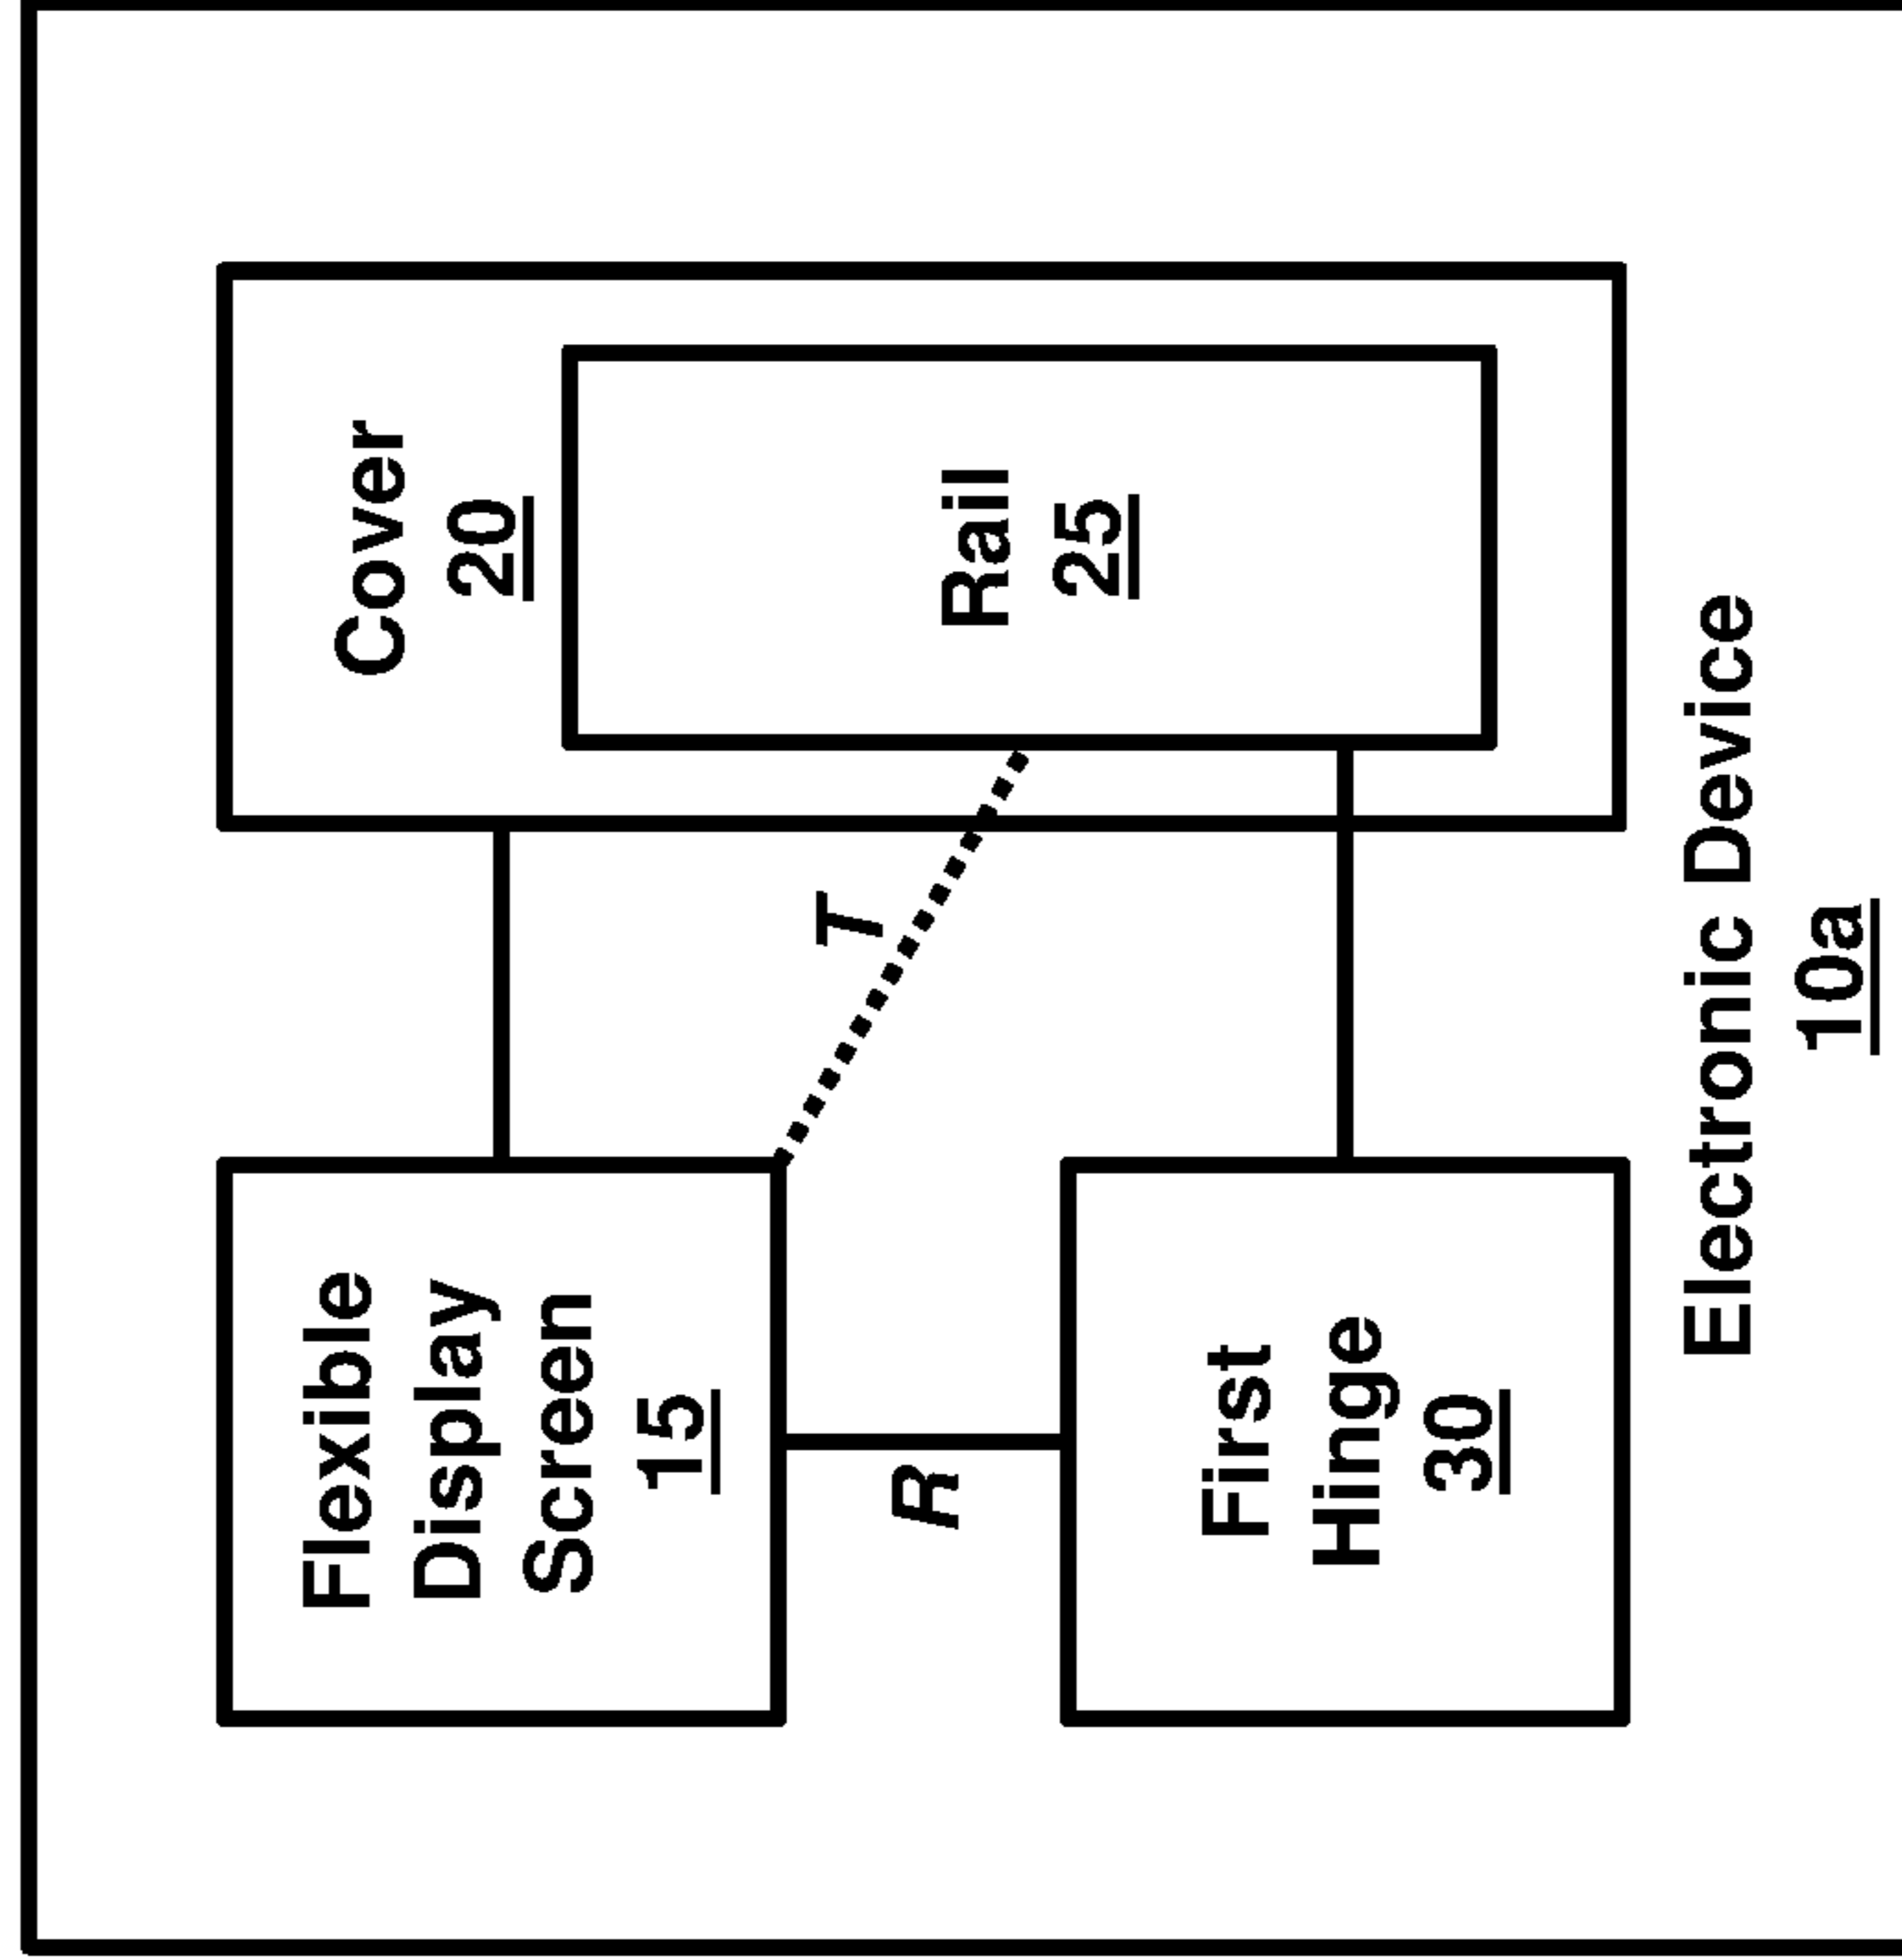 Flexible
Display
Screen
15
Cover
20
Rail
25
T
R
First
Hinge
30
Electronic Device
10a